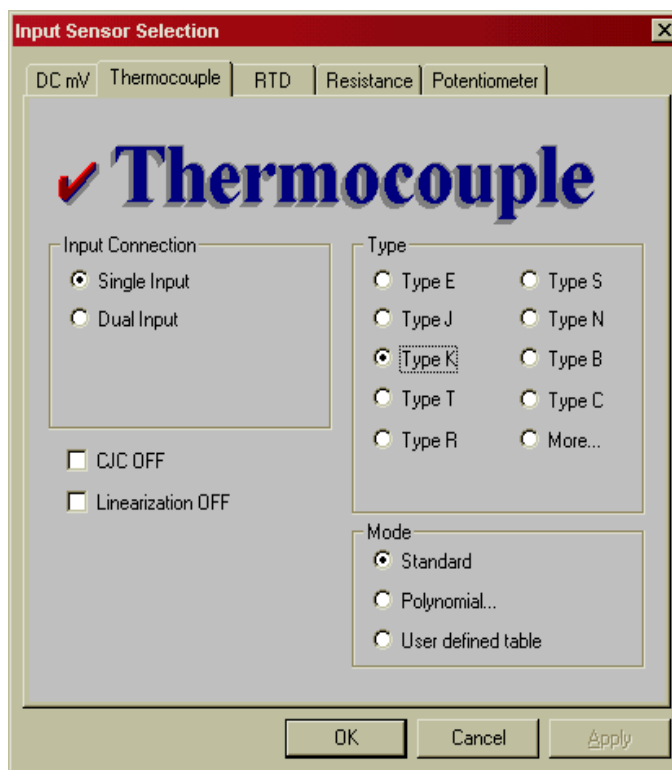 Input Sensor Selection
DC mV Thermocouple RTD Resistance Potentiometer
Thermocouple
Input Connection
Single Input
Dual Input
CJC OFF
Linearization OFF
Type
Type E Type S
Type J Type N
Type K Type B
Type T Type C
Type R More...
Mode
Standard
Polynomial...
User defined table
OK Cancel Apply